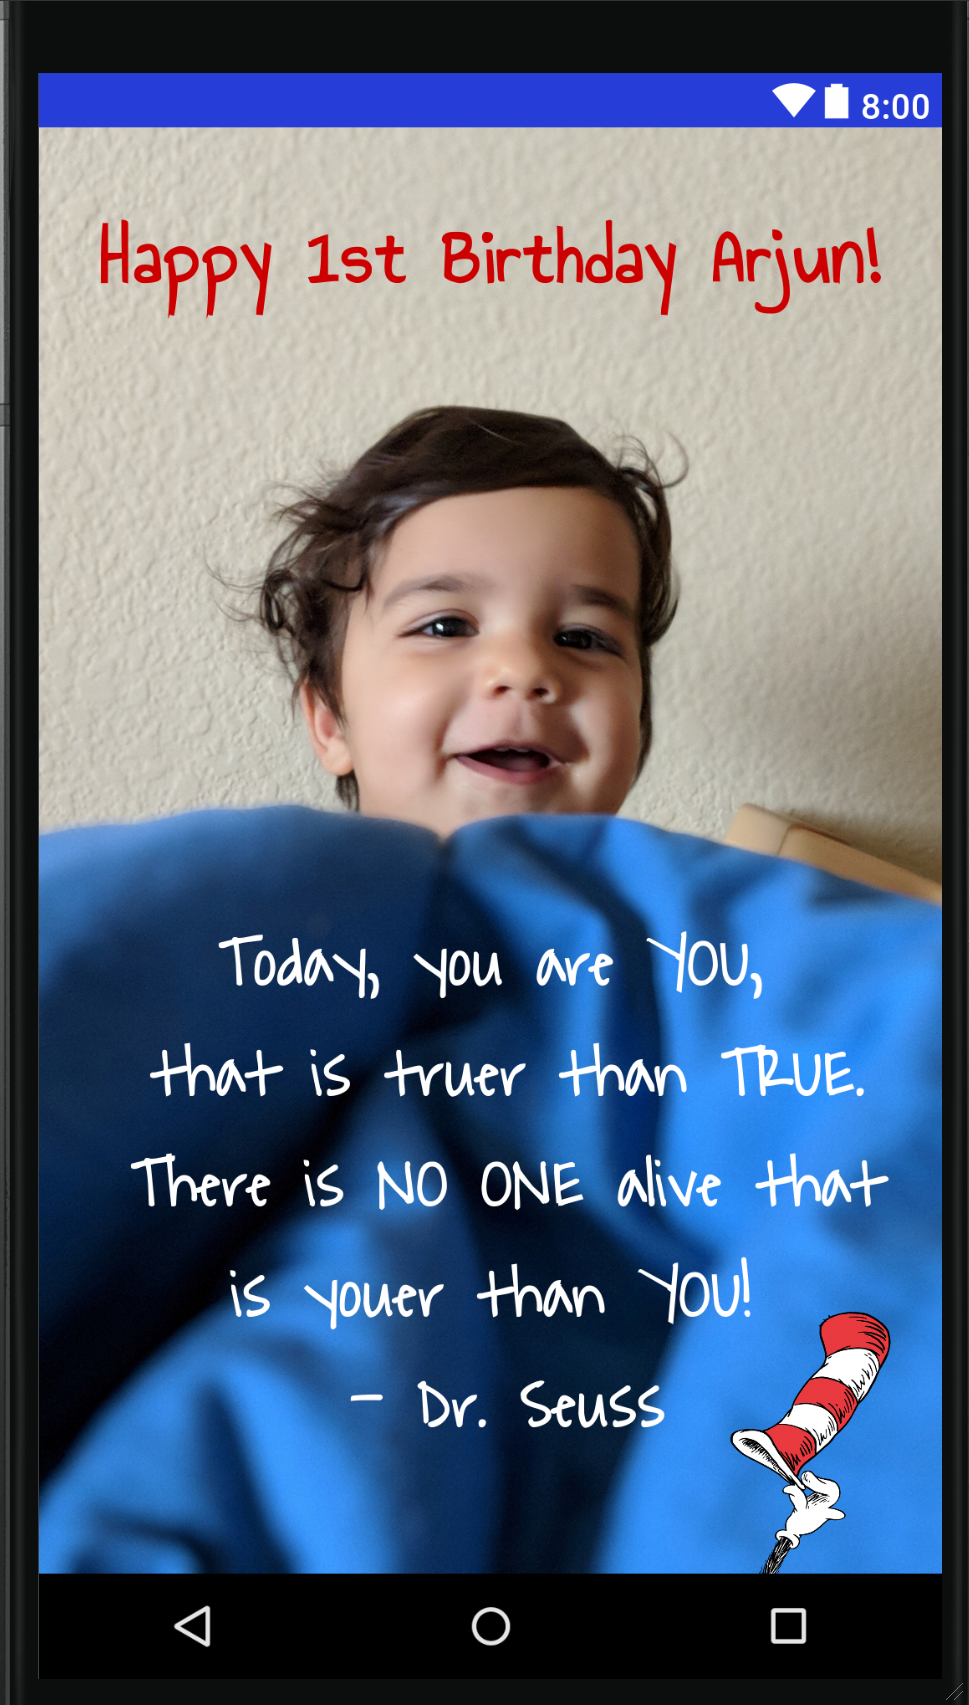 8:00
Happy 1st Birthday Arjun!
Today, you are YOU,
that is truer than TRUE.
There is NO ONE alive that
is youer than YOU!
- Dr. Seuss